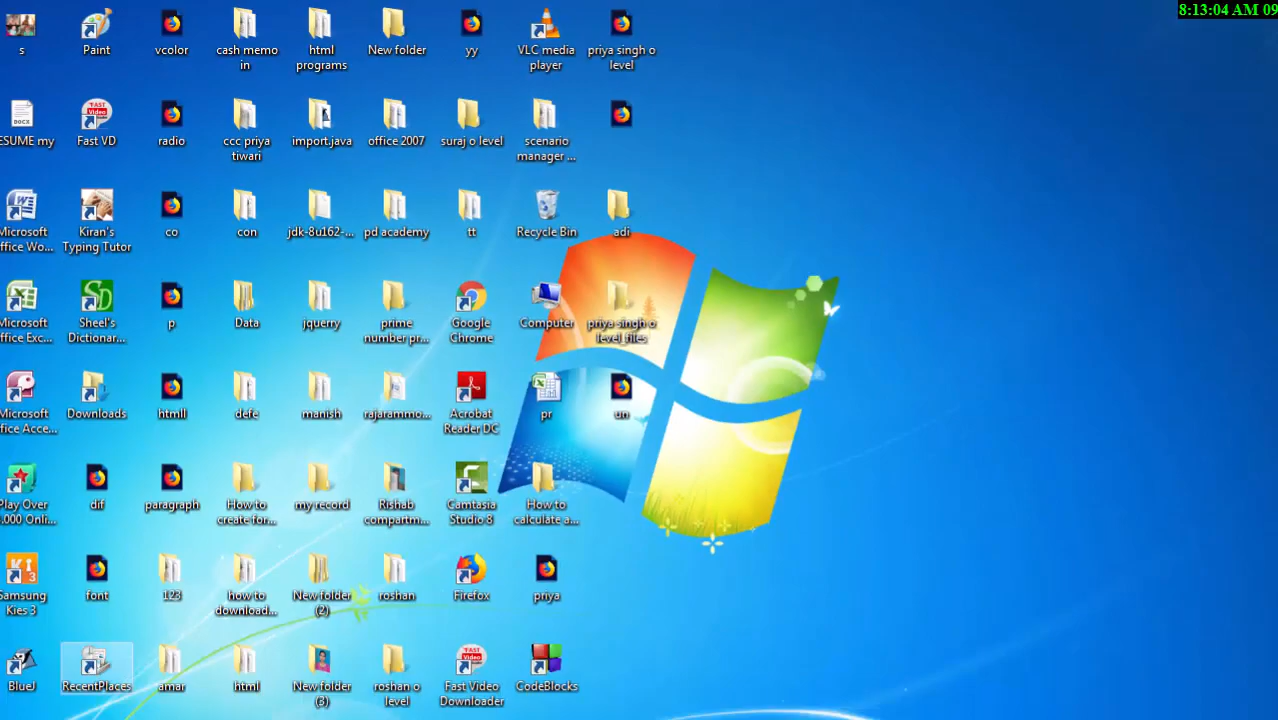 8:13:04 AM 09
s
Paint
vcolor
cash memo
in
html
programs
New folder
yy
VLC media
player
priya singh o
level
ESUME my
Fast VD
radio
ccc priya
tiwari
import.java
office 2007
suraj o level
scenario
manager ...
Microsoft
ffice Wo...
Kiran's
Typing Tutor
co
con
jdk-8u162-...
pd academy
tt
Recycle Bin
adi
Microsoft
ffice Exc...
Sheel's
Dictionar...
p
Data
jquerry
prime
number pr...
Google
Chrome
Computer
priya singh o
level_files
Microsoft
ffice Acce...
Downloads
htmll
defe
manish
rajarammo...
Acrobat
Reader DC
pr
un
Play Over
.000 Onli...
dif
paragraph
How to
create for...
my record
Rishab
compartm...
Camtasia
Studio 8
How to
calculate a...
Samsung
Kies 3
font
123
how to
download...
New folder
(2)
roshan
Firefox
priya
BlueJ
RecentPlaces
amar
html
New folder
(3)
roshan o
level
Fast Video
Downloader
CodeBlocks